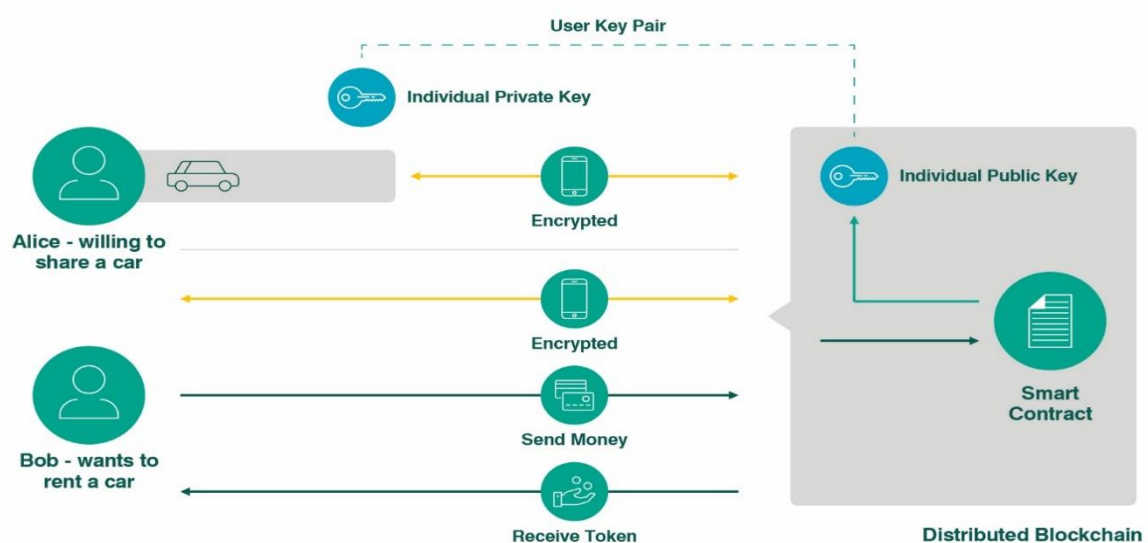 User Key Pair
Individual Private Key
Individual Public Key
Encrypted
Alice - willing to
share a car
Encrypted
Smart
Contract
Send Money
Bob - wants to
rent a car
Receive Token
Distributed Blockchain